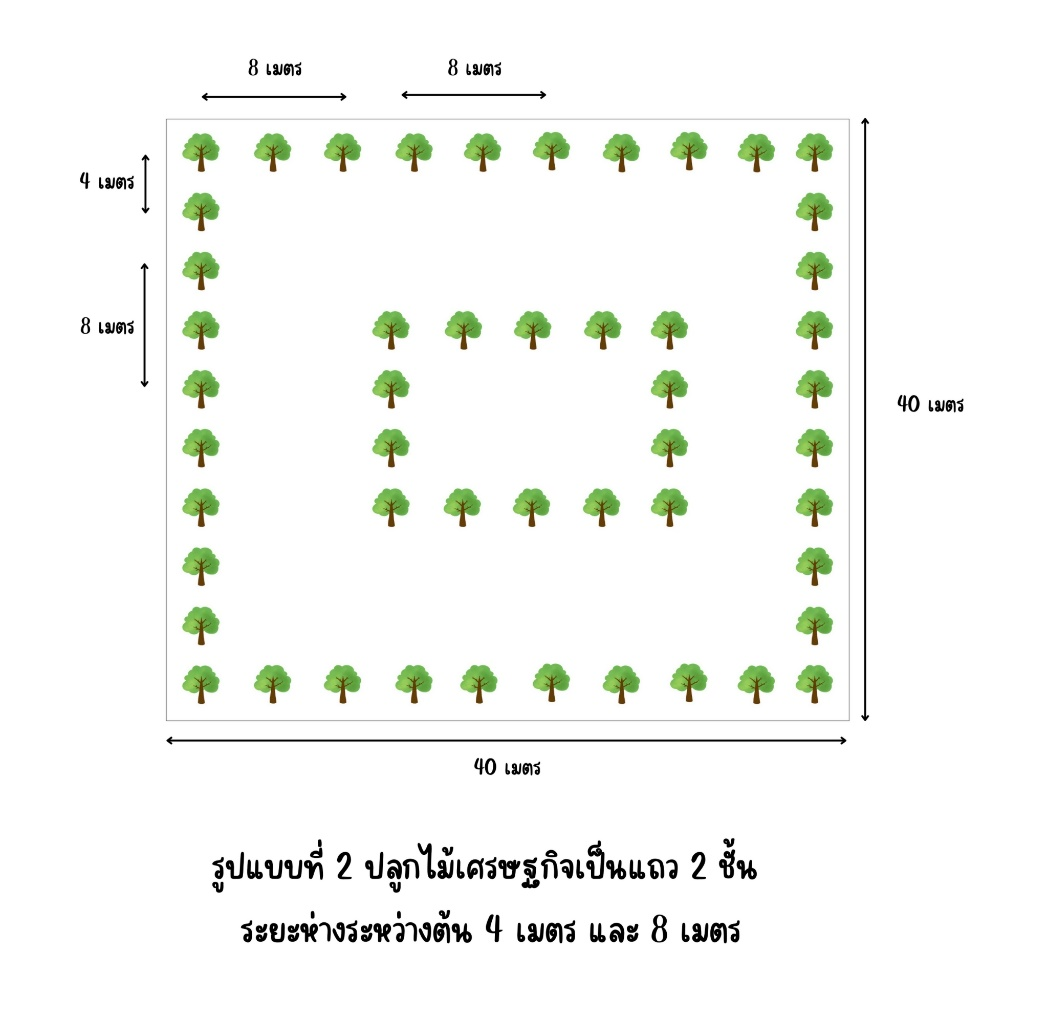 8 เมตร
8 เมตร
4 เมตร
8 เมตร
40 เมตร
40 เมตร
รูปแบบที่ 2 ปลูกไม้เศรษฐกิจเป็นแถว 2 ชั้น
ระยะห่างระหว่างต้น 4 เมตร และ 8 เมตร